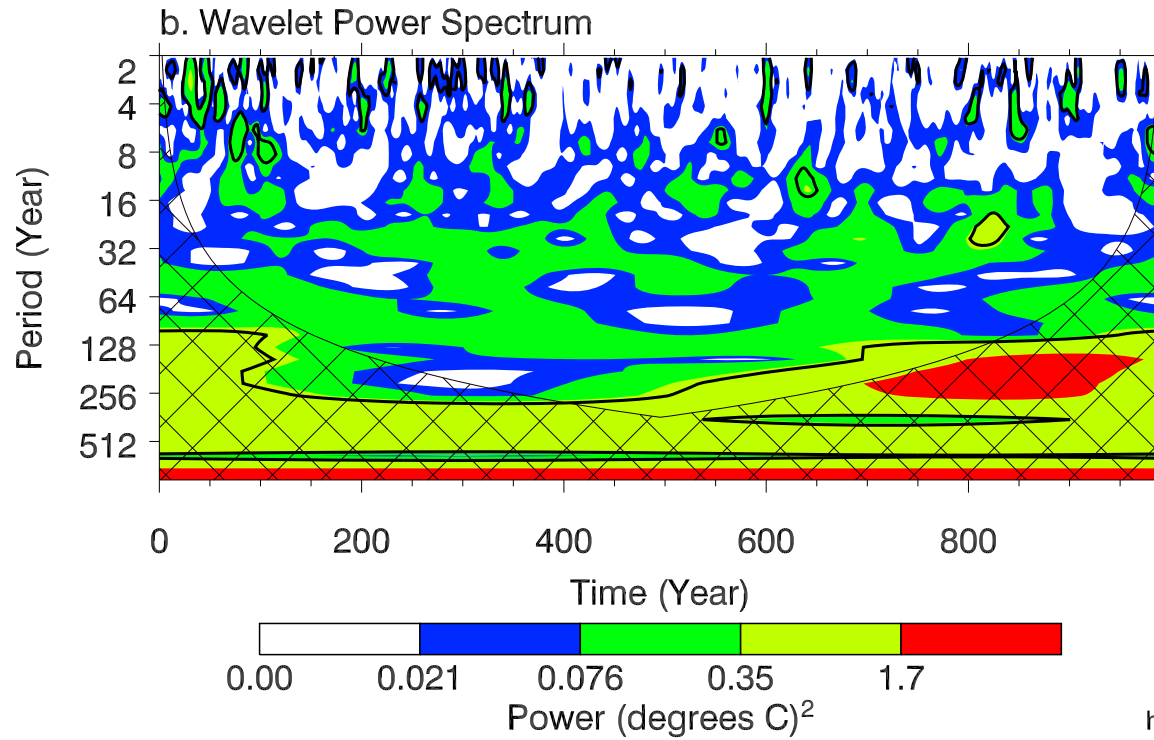 b. Wavelet Power Spectrum
Period (Year)
2
4
8
16
32
64
128
256
512
0 200 400 600 800
Time (Year)
0.00 0.021 0.076 0.35 1.7
Power (degrees C)²
h